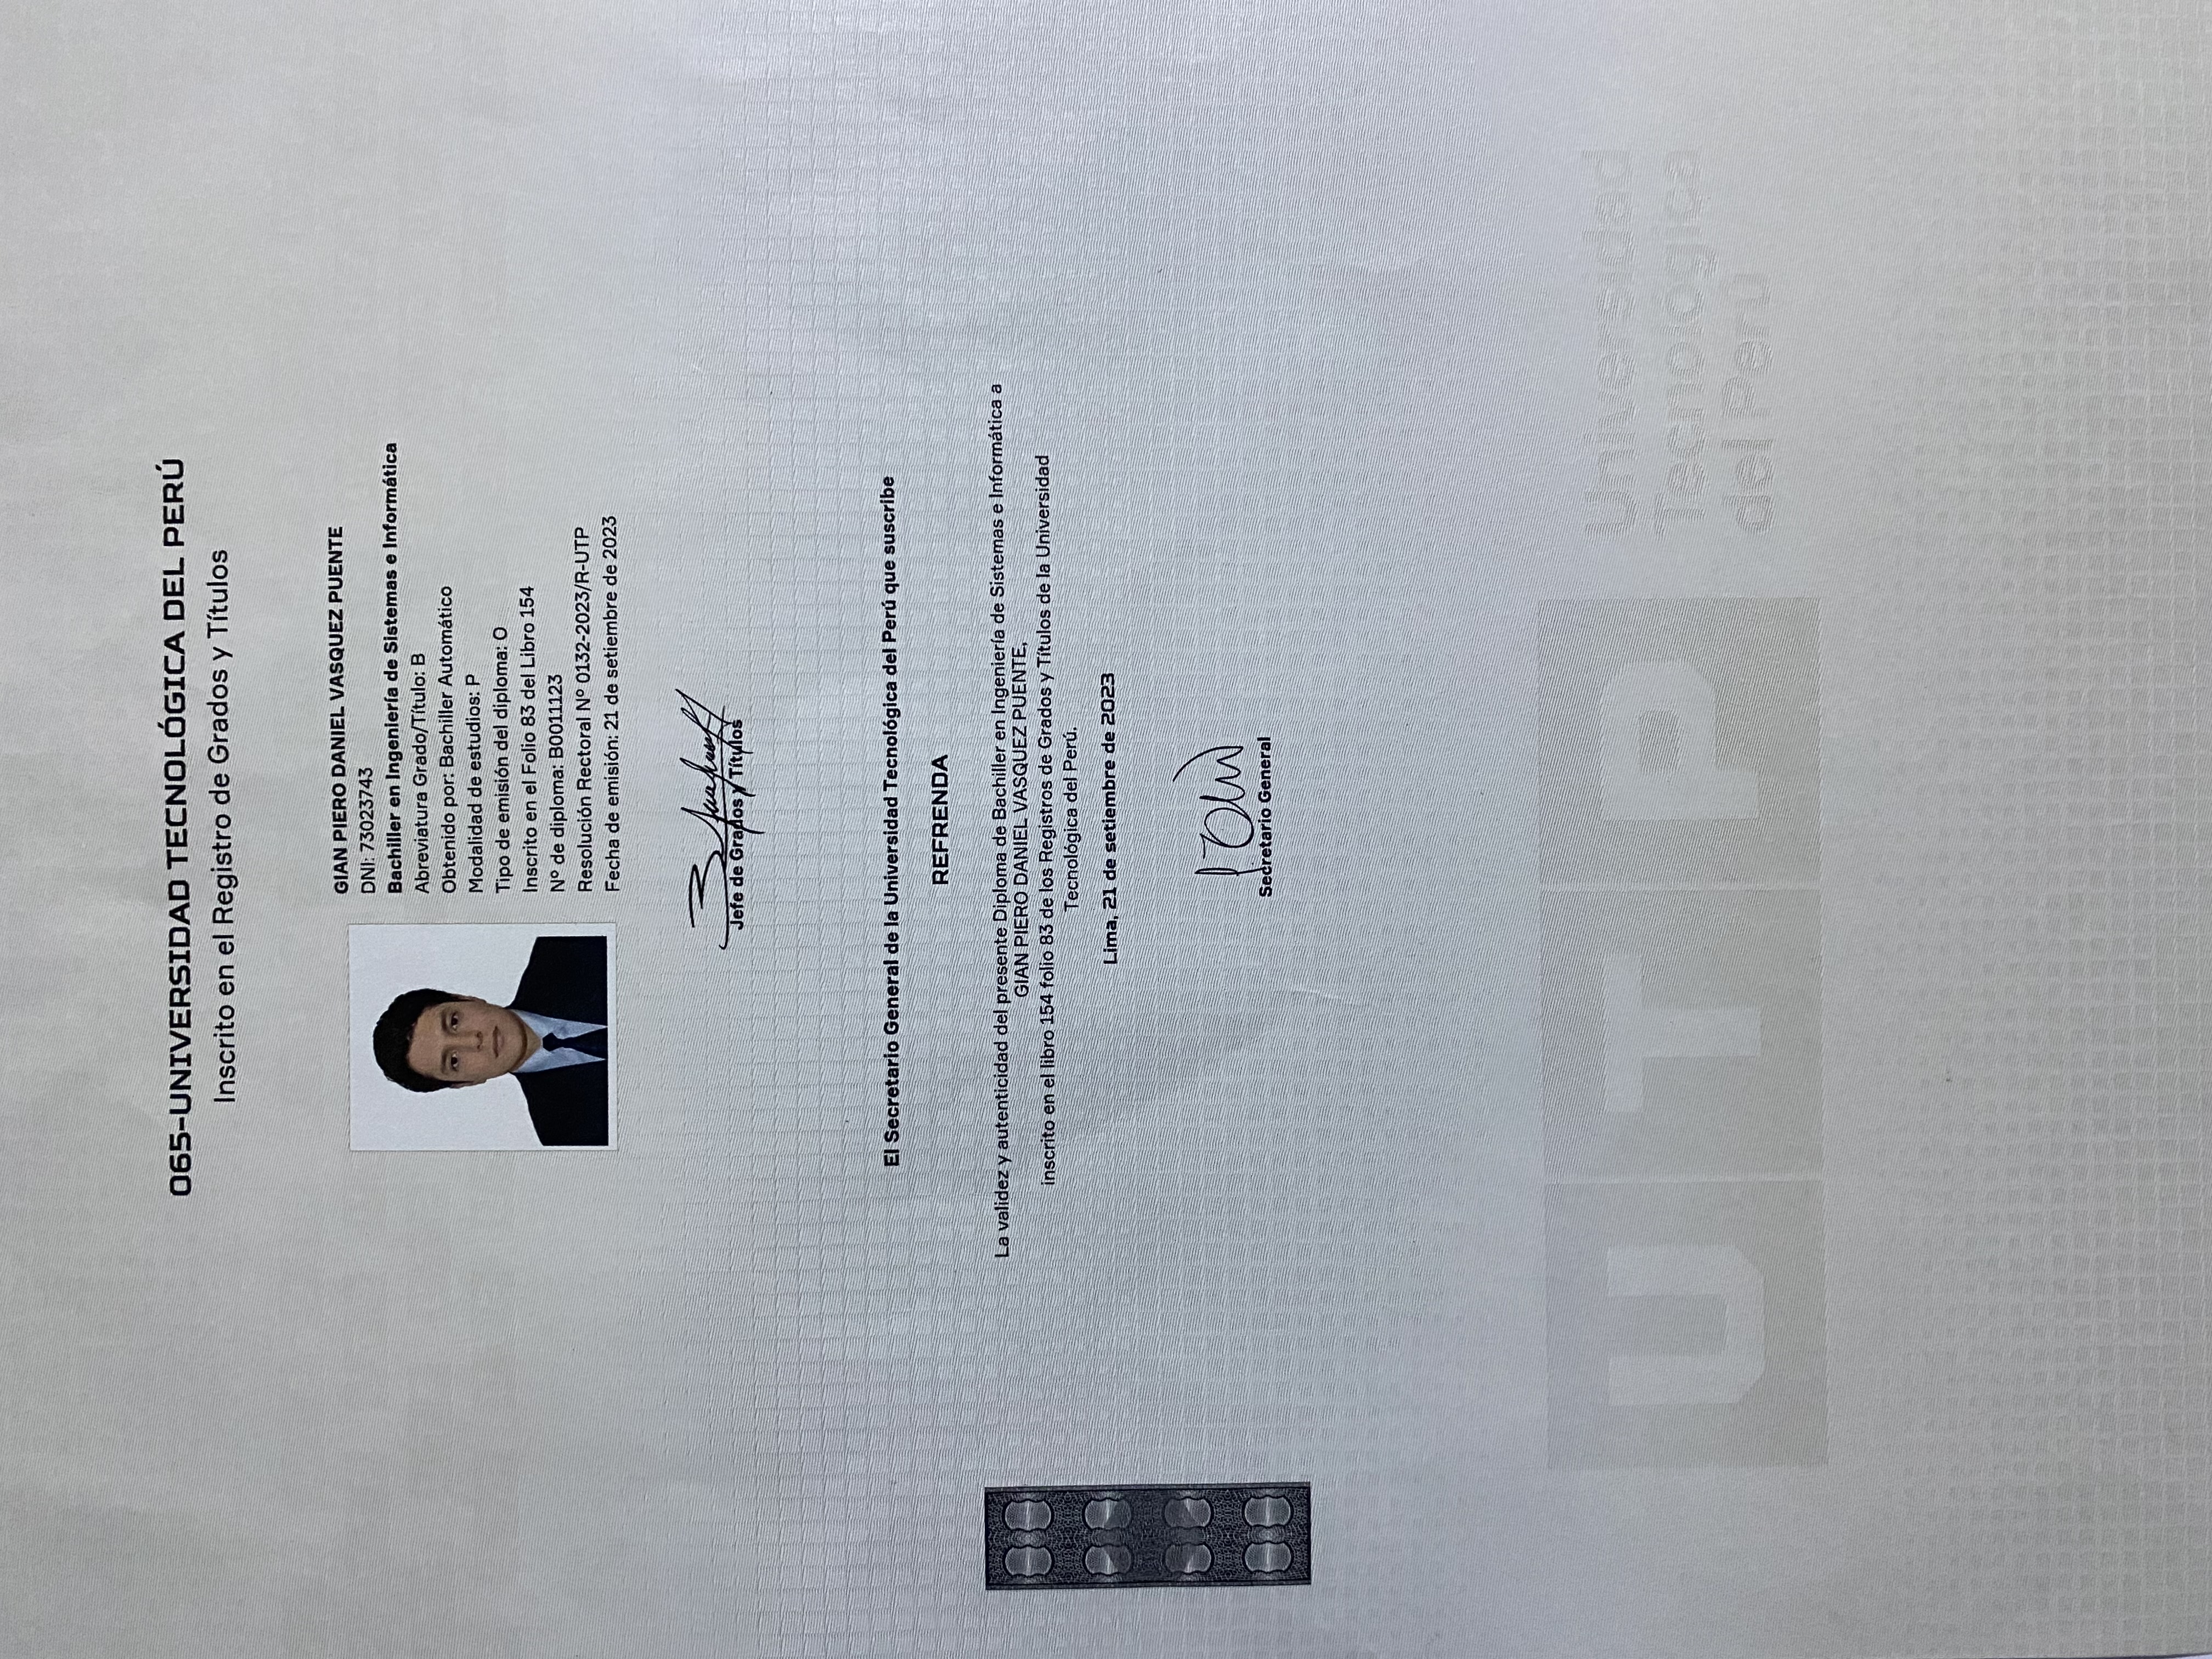 065-UNIVERSIDAD TECNOLÓGICA DEL PERÚ
Inscrito en el Registro de Grados y Títulos
GIAN PIERO DANIEL VASQUEZ PUENTE
DNI: 73023743
Bachiller en Ingeniería de Sistemas e Informática
Abreviatura Grado/Título: B
Obtenido por: Bachiller Automático
Modalidad de estudios: P
Tipo de emisión del diploma: O
Inscrito en el Folio 83 del Libro 154
Nº de diploma: B0011123
Resolución Rectoral Nº 0132-2023/R-UTP
Fecha de emisión: 21 de setiembre de 2023
Jefe de Grados y Títulos
El Secretario General de la Universidad Tecnológica del Perú que suscribe
REFRENDA
La validez y autenticidad del presente Diploma de Bachiller en Ingeniería de Sistemas e Informática a
GIAN PIERO DANIEL VASQUEZ PUENTE,
inscrito en el libro 154 folio 83 de los Registros de Grados y Títulos de la Universidad
Tecnológica del Perú.
Lima, 21 de setiembre de 2023
Secretario General
UTP
Universidad
Tecnológica
del Perú